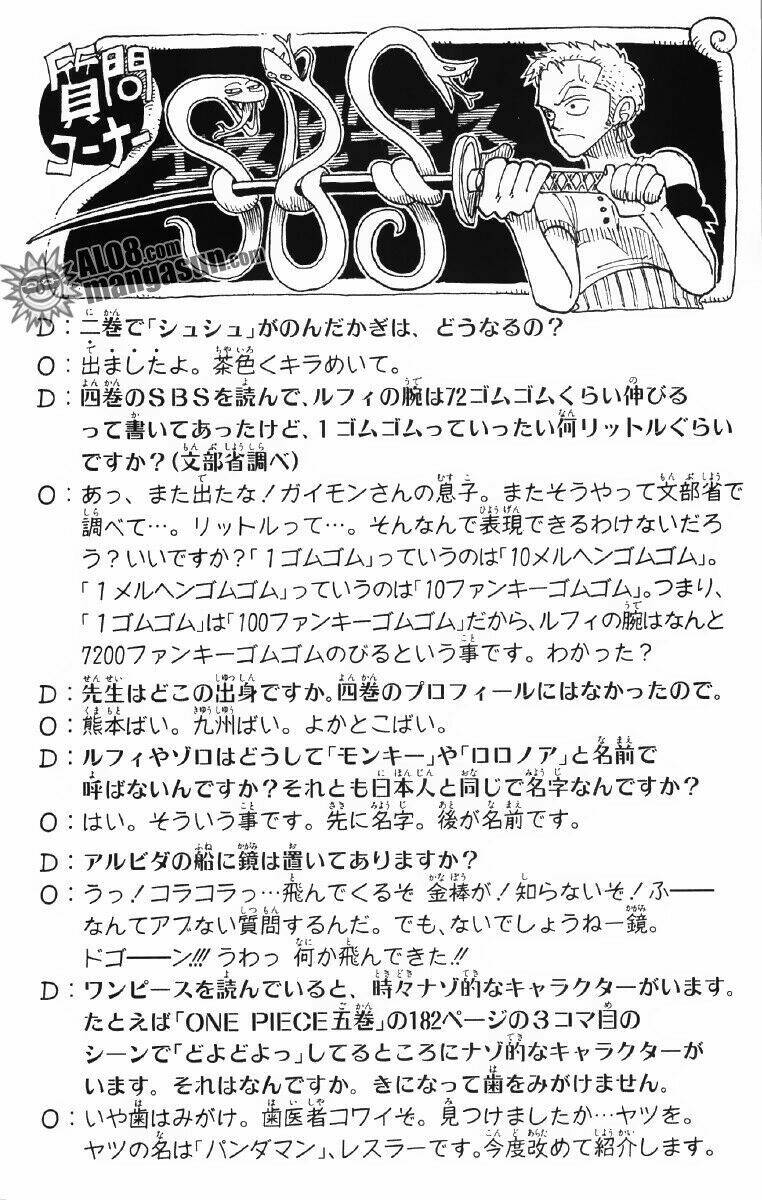 質問
コーナー
エスビーエス
SBS
AL08.com
mangasun.com
D：二巻で「シュシュ」がのんだかぎは、どうなるの？
O：出ましたよ。茶色くキラめいて。
D：四巻のSBSを読んで、ルフィの腕は72ゴムゴムくらい伸びる
って書いてあったけど、1ゴムゴムっていったい何リットルぐらい
ですか？(文部省調べ)
O：あっ、また出たな！ガイモンさんの息子。またそうやって文部省で
調べて…。リットルって…。そんなんで表現できるわけないだろ
う？いいですか？「1ゴムゴム」っていうのは「10メルヘンゴムゴム」。
「1メルヘンゴムゴム」っていうのは「10ファンキーゴムゴム」。つまり、
「1ゴムゴム」は「100ファンキーゴムゴム」だから、ルフィの腕はなんと
7200ファンキーゴムゴムのびるという事です。わかった？
D：先生はどこの出身ですか。四巻のプロフィールにはなかったので。
O：熊本ばい。九州ばい。よかとこばい。
D：ルフィやゾロはどうして「モンキー」や「ロロノア」と名前で
呼ばないんですか？それとも日本人と同じで名字なんですか？
O：はい。そういう事です。先に名字。後が名前です。
D：アルビダの船に鏡は置いてありますか？
O：うっ！コラコラっ…飛んでくるぞ 金棒が！知らないぞ！ふ──
なんてアブない質問するんだ。でも、ないでしょうねー鏡。
ドゴ──ン!!! うわっ 何か飛んできた!!
D：ワンピースを読んでいると、時々ナゾ的なキャラクターがいます。
たとえば「ONE PIECE五巻」の182ページの3コマ目の
シーンで「どよどよっ」してるところにナゾ的なキャラクターが
います。それはなんですか。きになって歯をみがけません。
O：いや歯はみがけ。歯医者コワイぞ。見つけましたか…ヤツを。
ヤツの名は「パンダマン」、レスラーです。今度改めて紹介します。